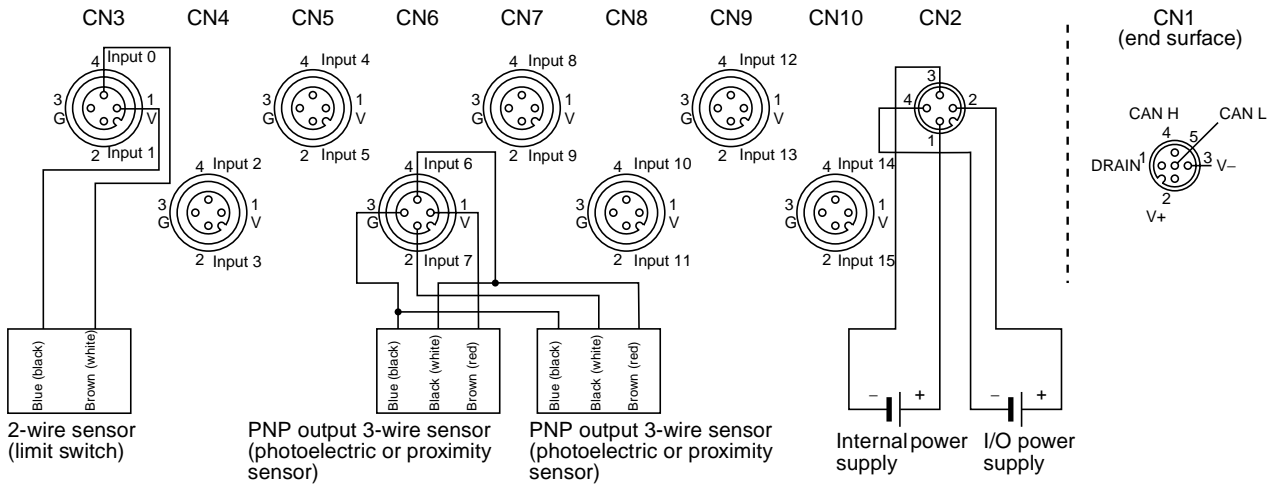 CN3 CN4 CN5 CN6 CN7 CN8 CN9 CN10 CN2 CN1
(end surface)
4 Input 0
3 1
G V
2 Input 1
4 Input 2
3 1
G V
2 Input 3
4 Input 4
3 1
G V
2 Input 5
4 Input 6
3 1
G V
2 Input 7
4 Input 8
3 1
G V
2 Input 9
4 Input 10
3 1
G V
2 Input 11
4 Input 12
3 1
G V
2 Input 13
4 Input 14
3 1
G V
2 Input 15
3
4 2
1
CAN H CAN L
4 5
DRAIN 1 3 V–
2
V+
Blue (black)
Brown (white)
Blue (black)
Black (white)
Brown (red)
Blue (black)
Black (white)
Brown (red)
– +
– +
2-wire sensor
(limit switch)
PNP output 3-wire sensor
(photoelectric or proximity
sensor)
PNP output 3-wire sensor
(photoelectric or proximity
sensor)
Internal power
supply
I/O power
supply